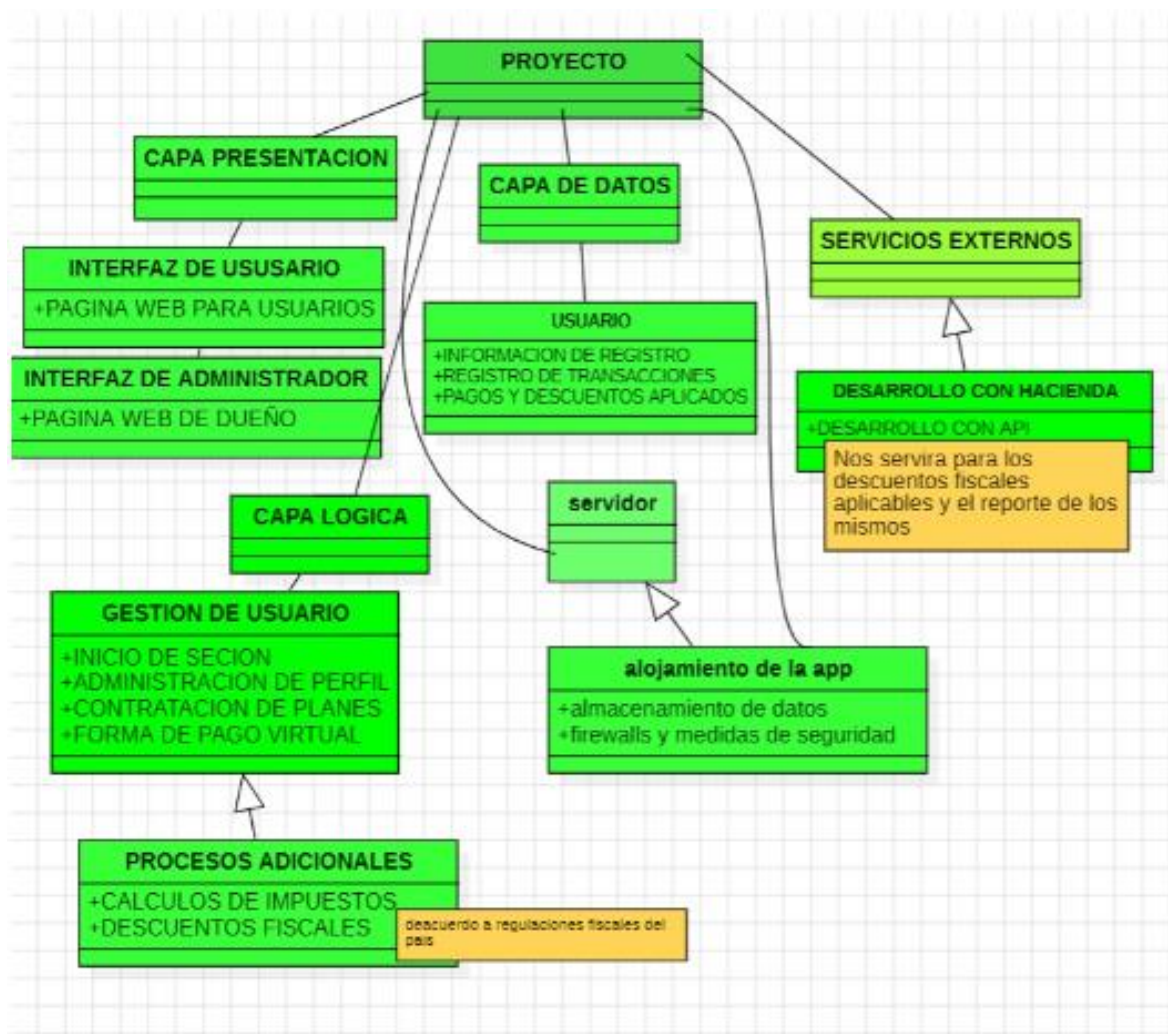 PROYECTO
CAPA PRESENTACION
CAPA DE DATOS
SERVICIOS EXTERNOS
INTERFAZ DE USUSARIO
+PAGINA WEB PARA USUARIOS
USUARIO
+INFORMACION DE REGISTRO
+REGISTRO DE TRANSACCIONES
+PAGOS Y DESCUENTOS APLICADOS
INTERFAZ DE ADMINISTRADOR
+PAGINA WEB DE DUEÑO
DESARROLLO CON HACIENDA
+DESARROLLO CON API
Nos servira para los
descuentos fiscales
aplicables y el reporte de los
mismos
CAPA LOGICA
servidor
GESTION DE USUARIO
+INICIO DE SECION
+ADMINISTRACION DE PERFIL
+CONTRATACION DE PLANES
+FORMA DE PAGO VIRTUAL
alojamiento de la app
+almacenamiento de datos
+firewalls y medidas de seguridad
PROCESOS ADICIONALES
+CALCULOS DE IMPUESTOS
+DESCUENTOS FISCALES
deacuerdo a regulaciones fiscales del
pais